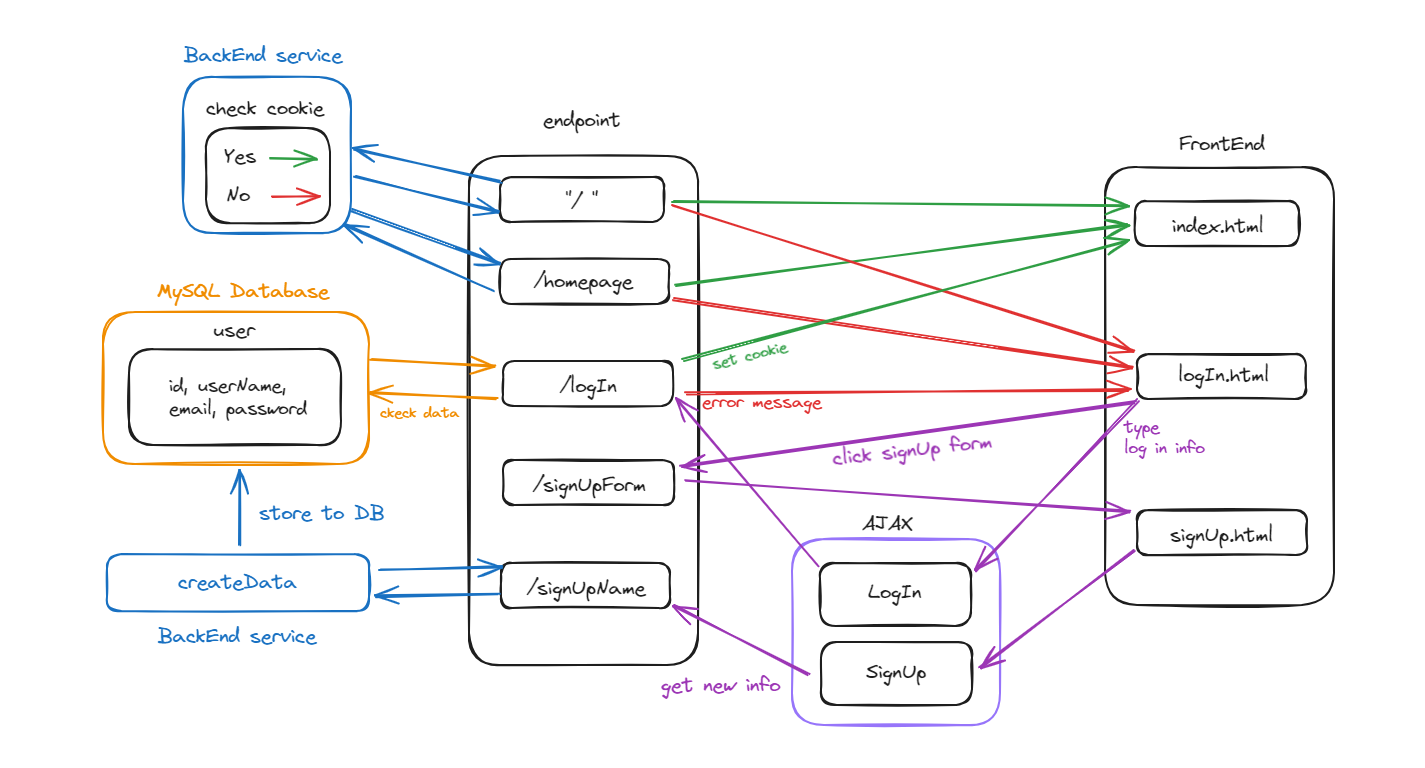 BackEnd service
check cookie
Yes
No
MySQL Database
user
id, userName,
email, password
ckeck data
store to DB
createData
BackEnd service
endpoint
"/ "
/homepage
/logIn
/signUpForm
/signUpName
set cookie
error message
click signUp form
type
log in info
get new info
AJAX
LogIn
SignUp
FrontEnd
index.html
logIn.html
signUp.html